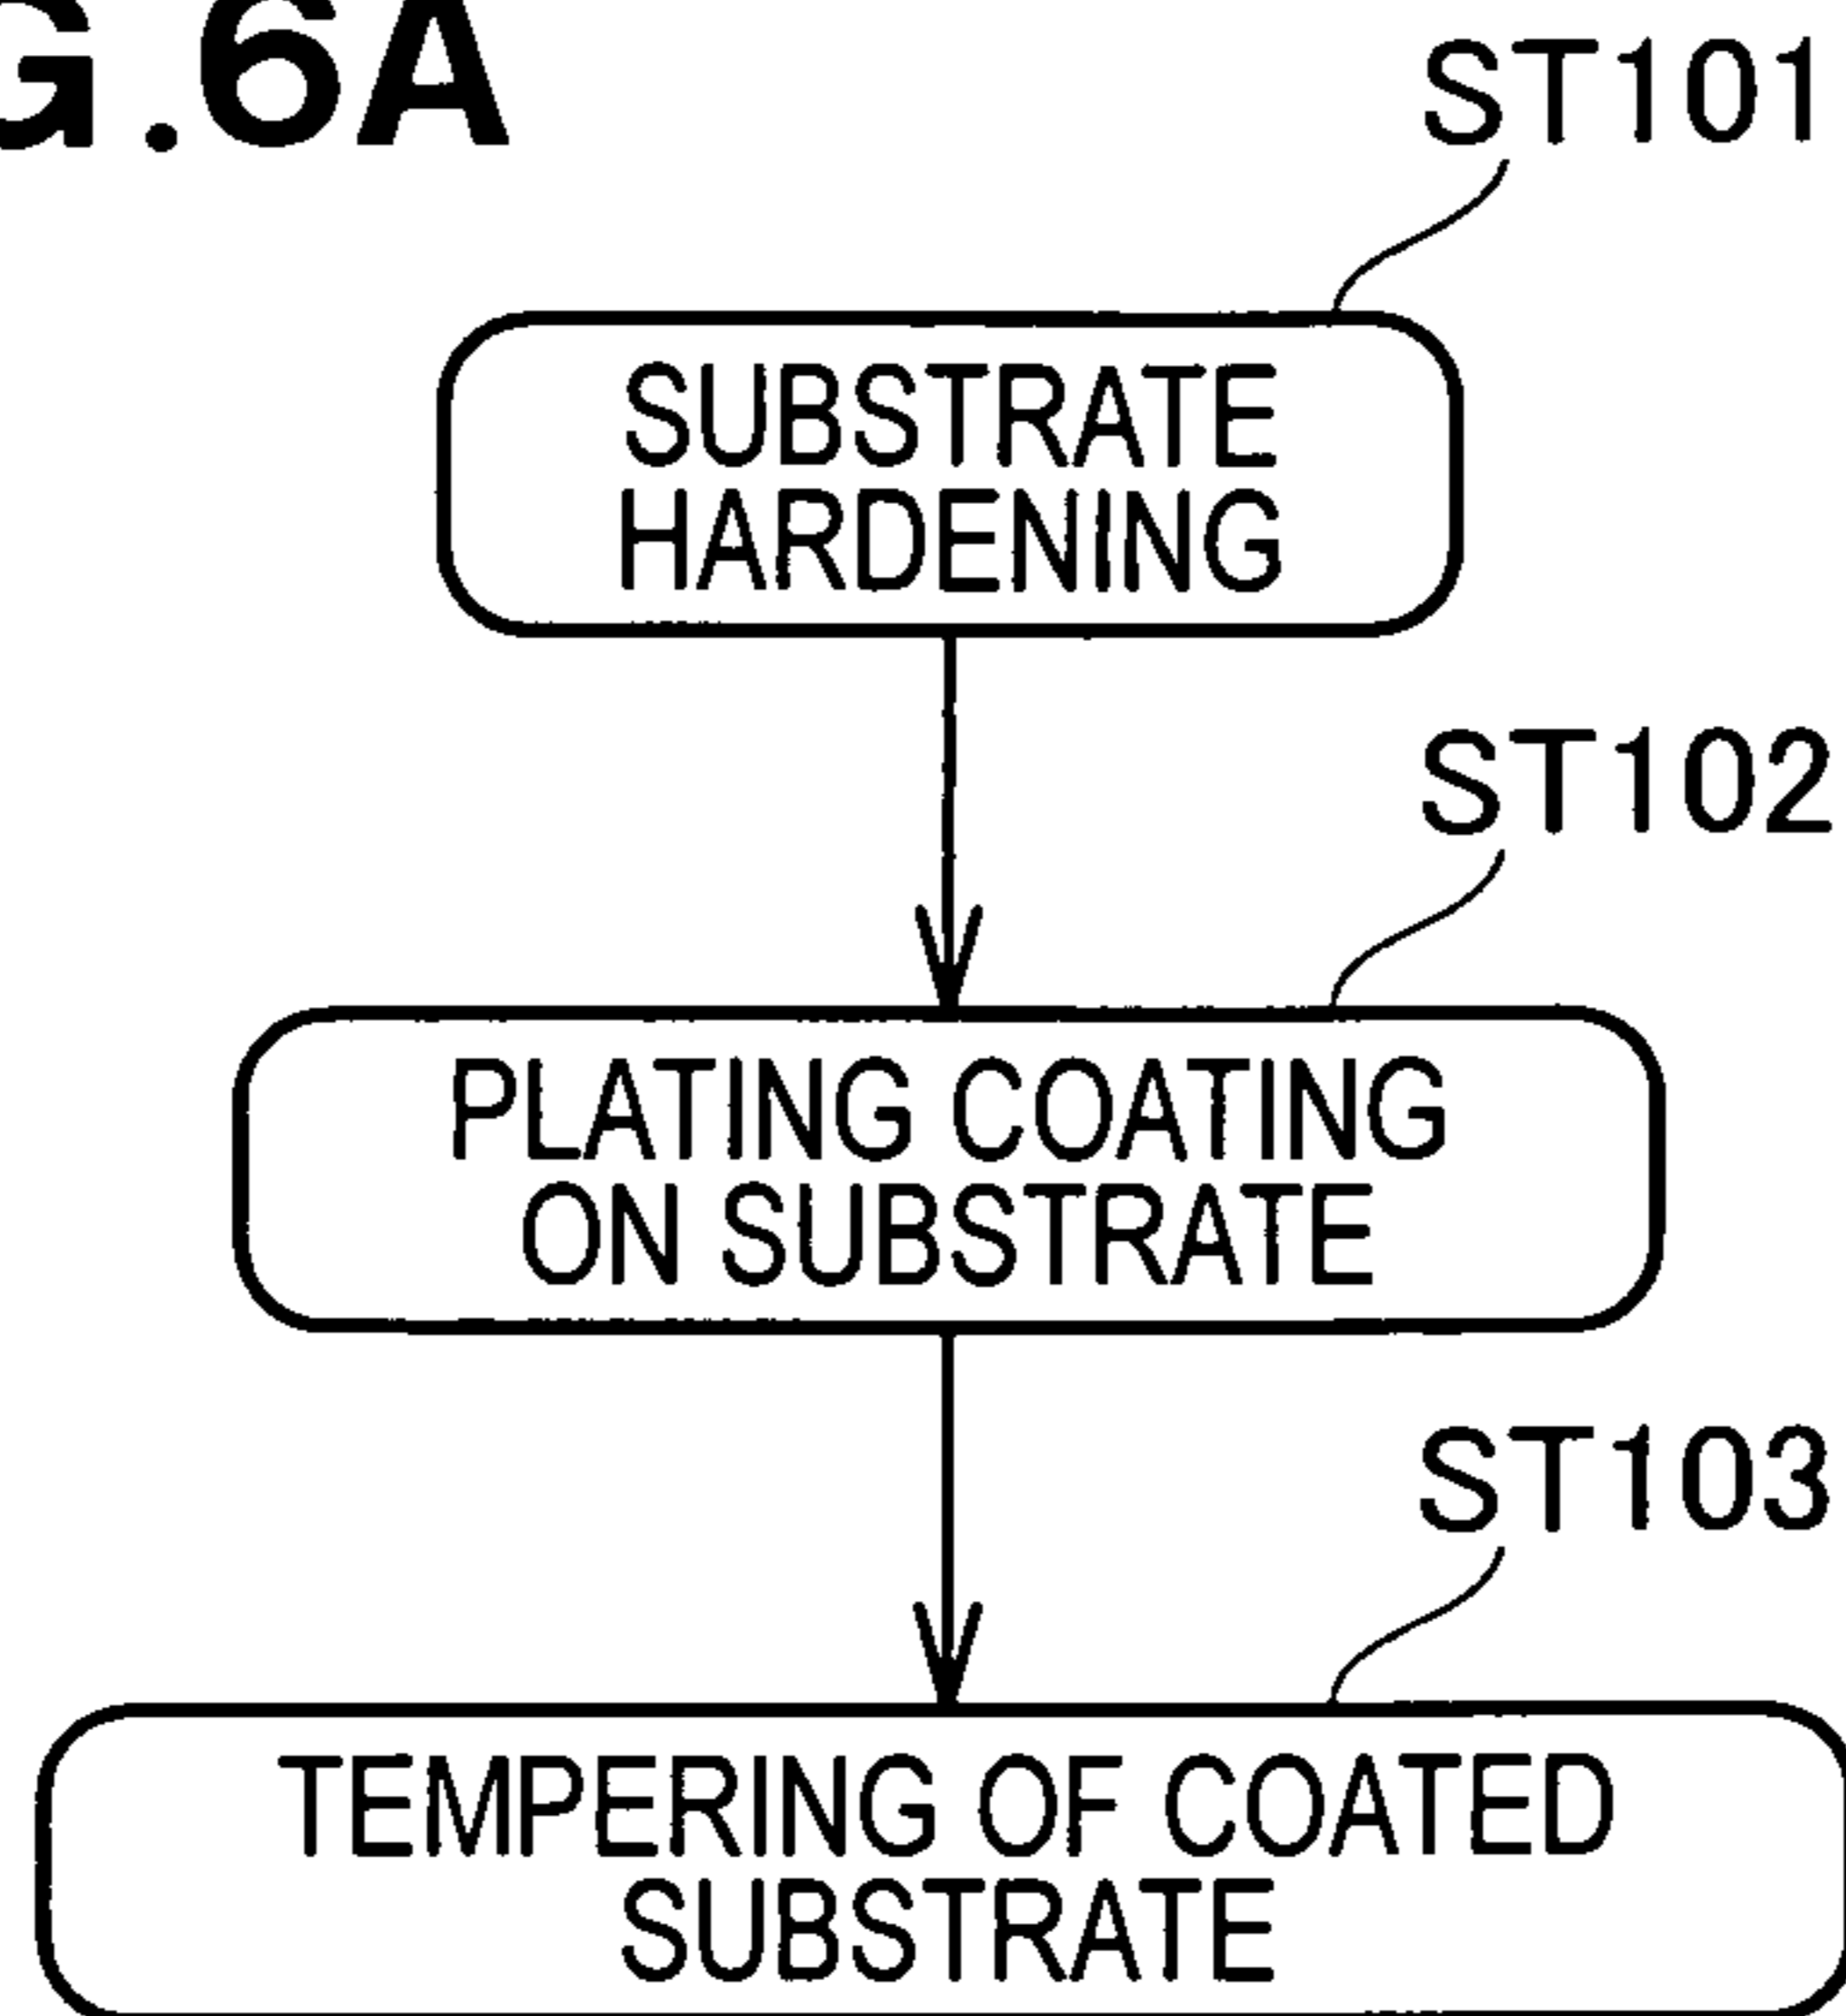 G.6A
ST101
SUBSTRATE
HARDENING
ST102
PLATING COATING
ON SUBSTRATE
ST103
TEMPERING OF COATED
SUBSTRATE